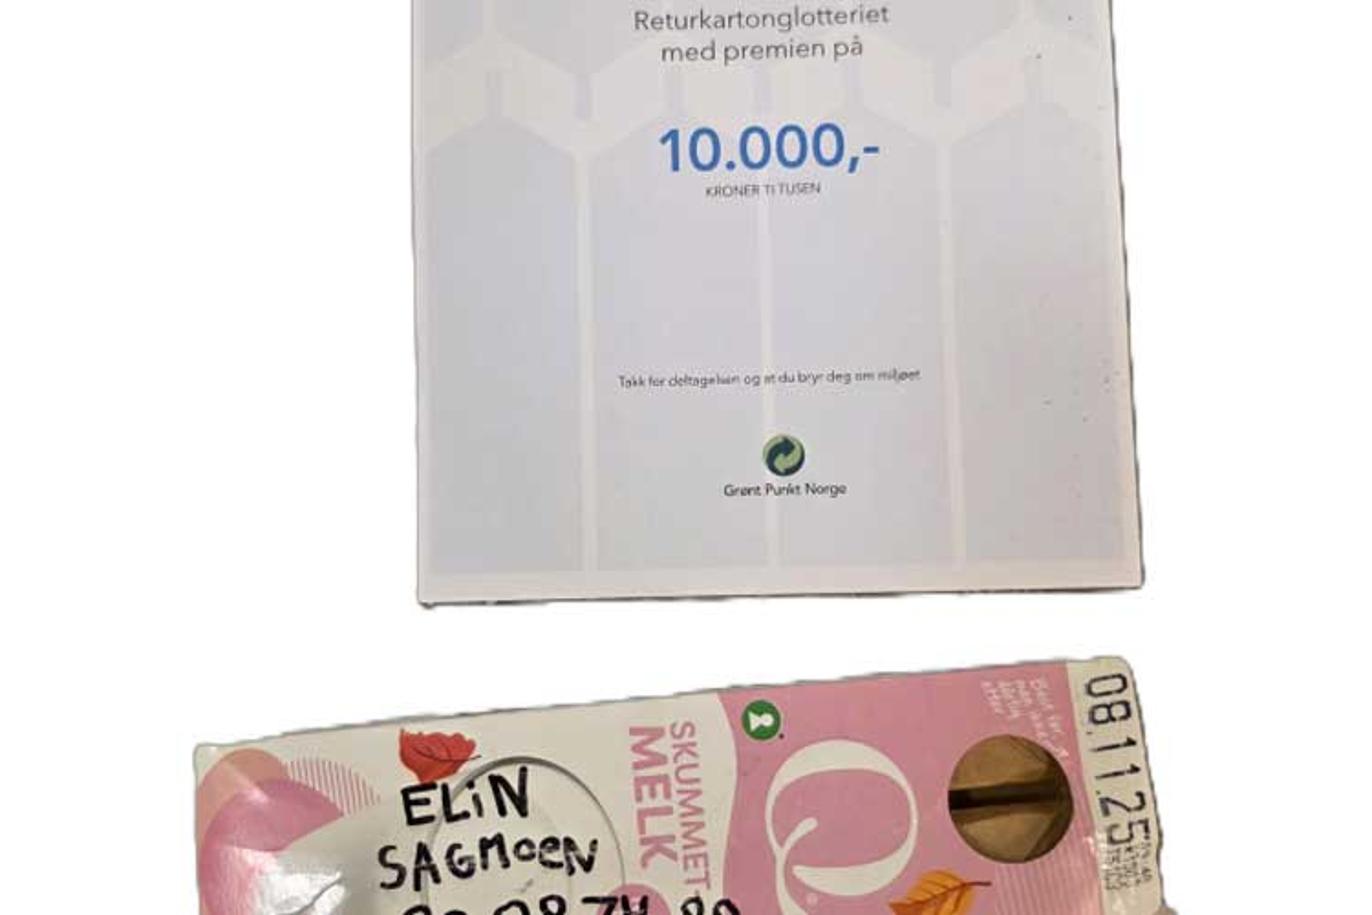 Returkartonglotteriet
med premien på
10.000,-
KRONER TI TUSEN
Takk for deltagelsen og at du bryr deg om miljøet
Grønt Punkt Norge
08.11.25
SKUMMET-
MELK
Q
ELiN
SAGMOEN